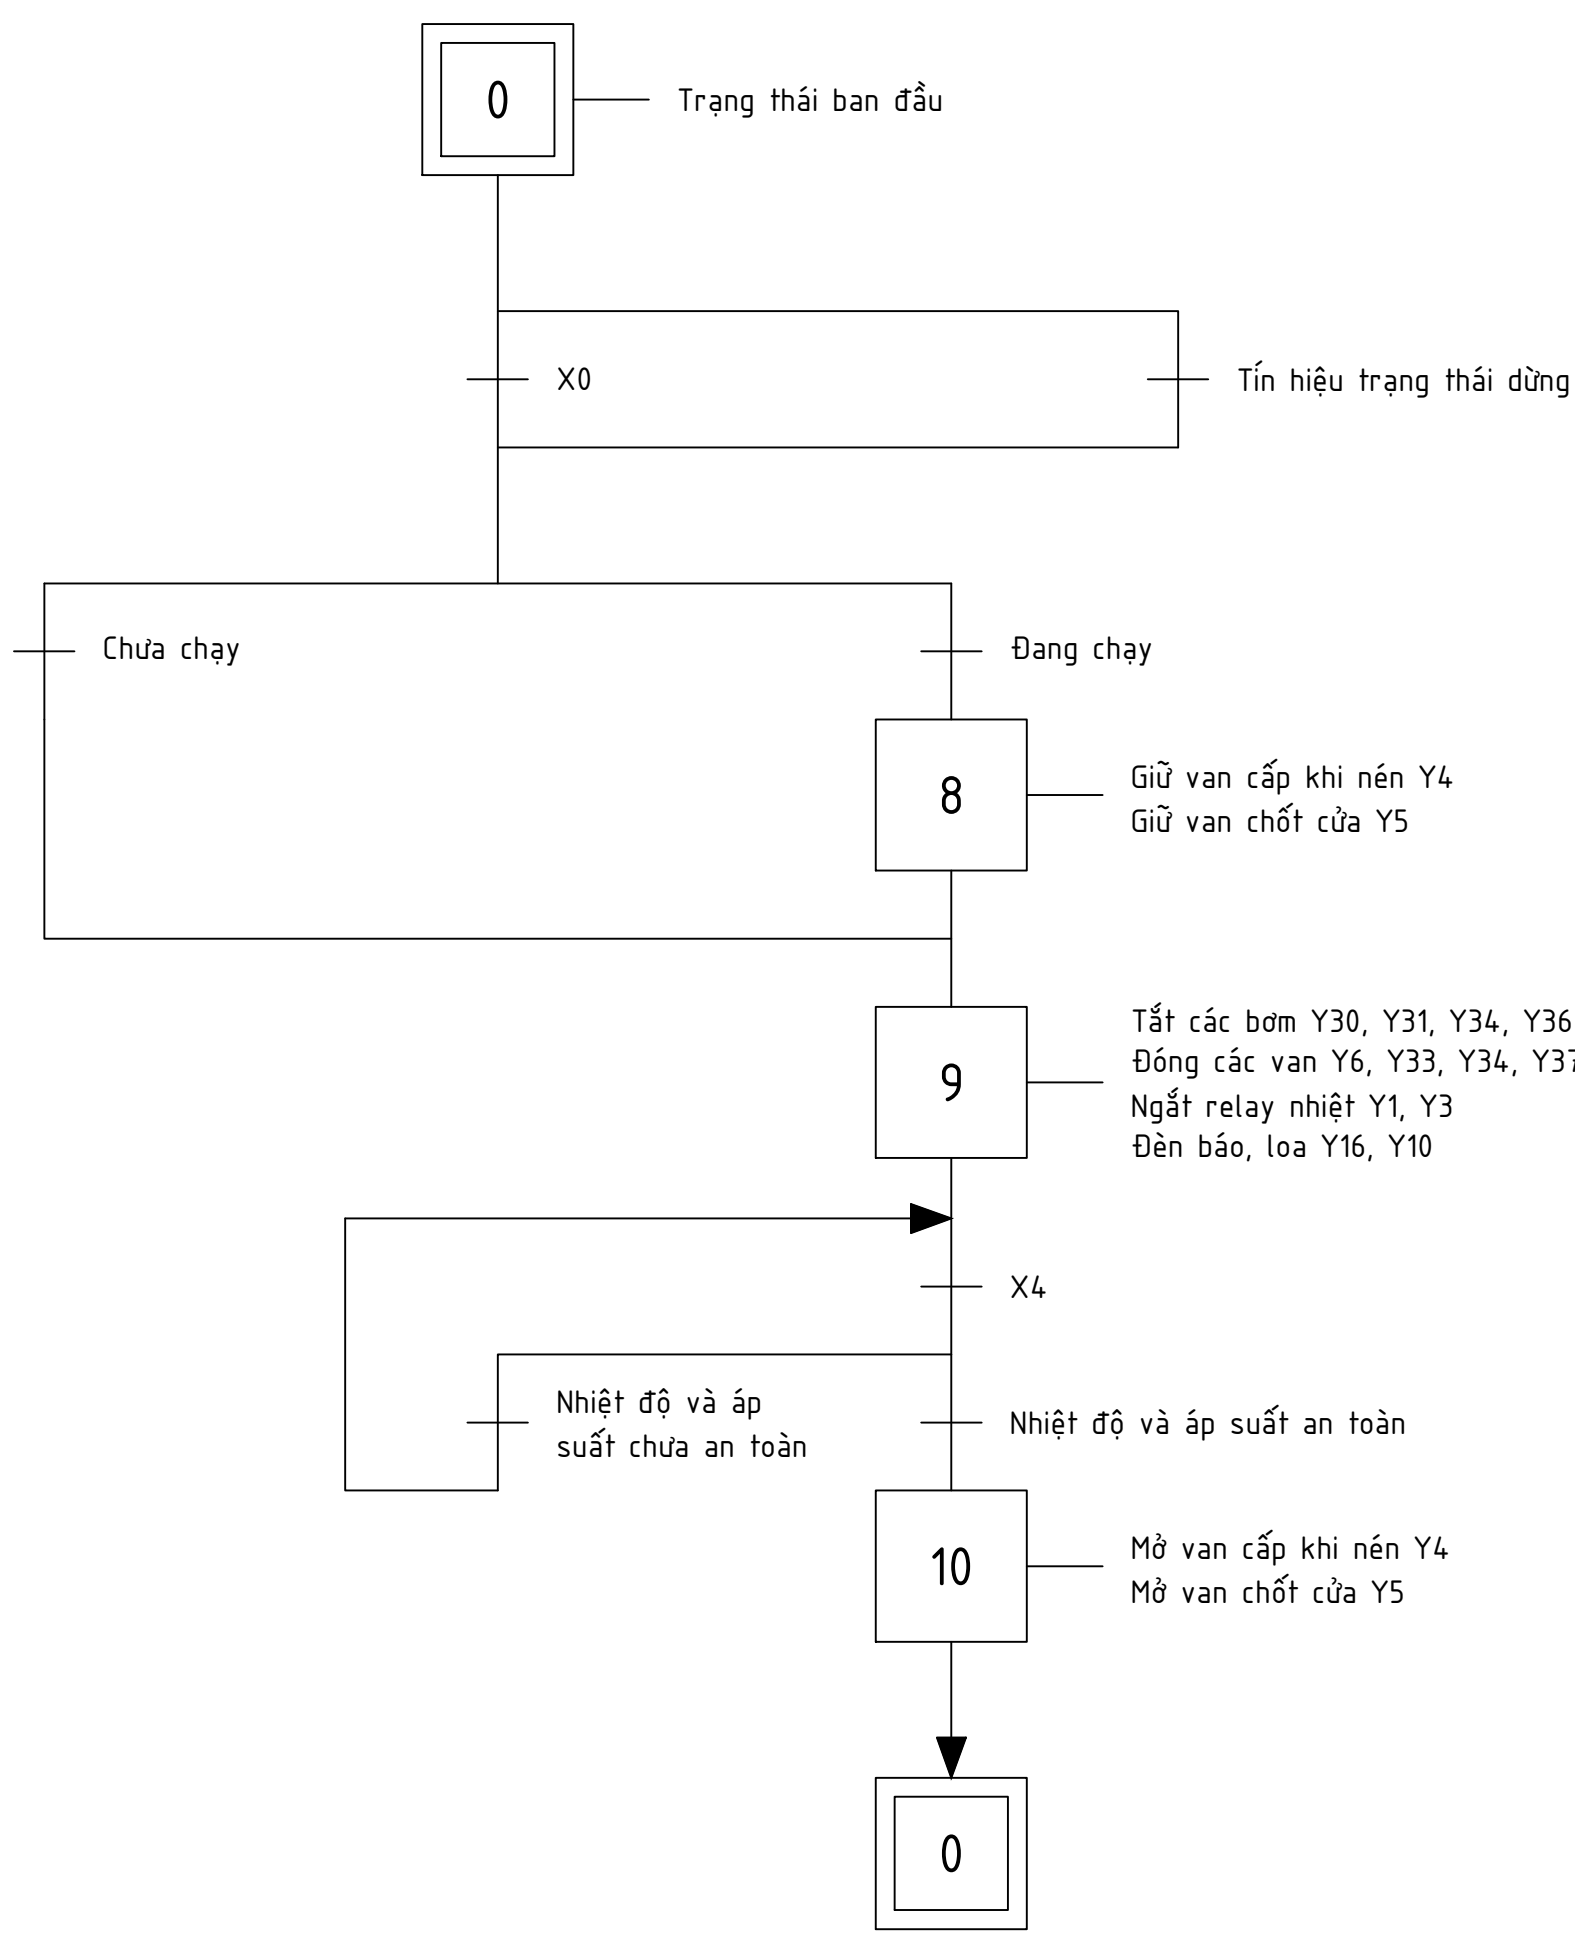 0
Trạng thái ban đầu
X0
Tín hiệu trạng thái dừng
Chưa chạy
Đang chạy
8
Giữ van cấp khi nén Y4
Giữ van chốt cửa Y5
9
Tắt các bơm Y30, Y31, Y34, Y36
Đóng các van Y6, Y33, Y34, Y37
Ngắt relay nhiệt Y1, Y3
Đèn báo, loa Y16, Y10
X4
Nhiệt độ và áp
suất chưa an toàn
Nhiệt độ và áp suất an toàn
10
Mở van cấp khi nén Y4
Mở van chốt cửa Y5
0